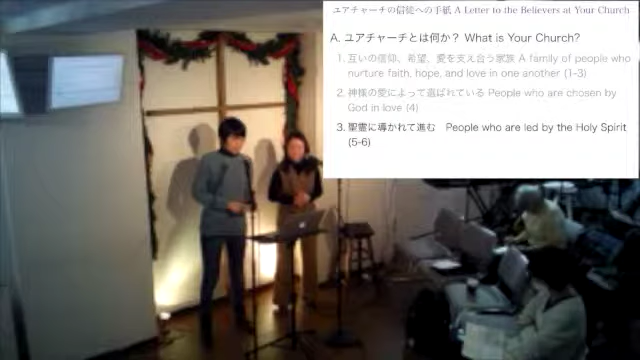 ユアチャーチの信徒への手紙 A Letter to the Believers at Your Church
A. ユアチャーチとは何か？ What is Your Church?
1. 互いの信仰、希望、愛を支え合う家族 A family of people who
nurture faith, hope, and love in one another (1-3)
2. 神様の愛によって選ばれている People who are chosen by
God in love (4)
3. 聖霊に導かれて進む People who are led by the Holy Spirit
(5-6)